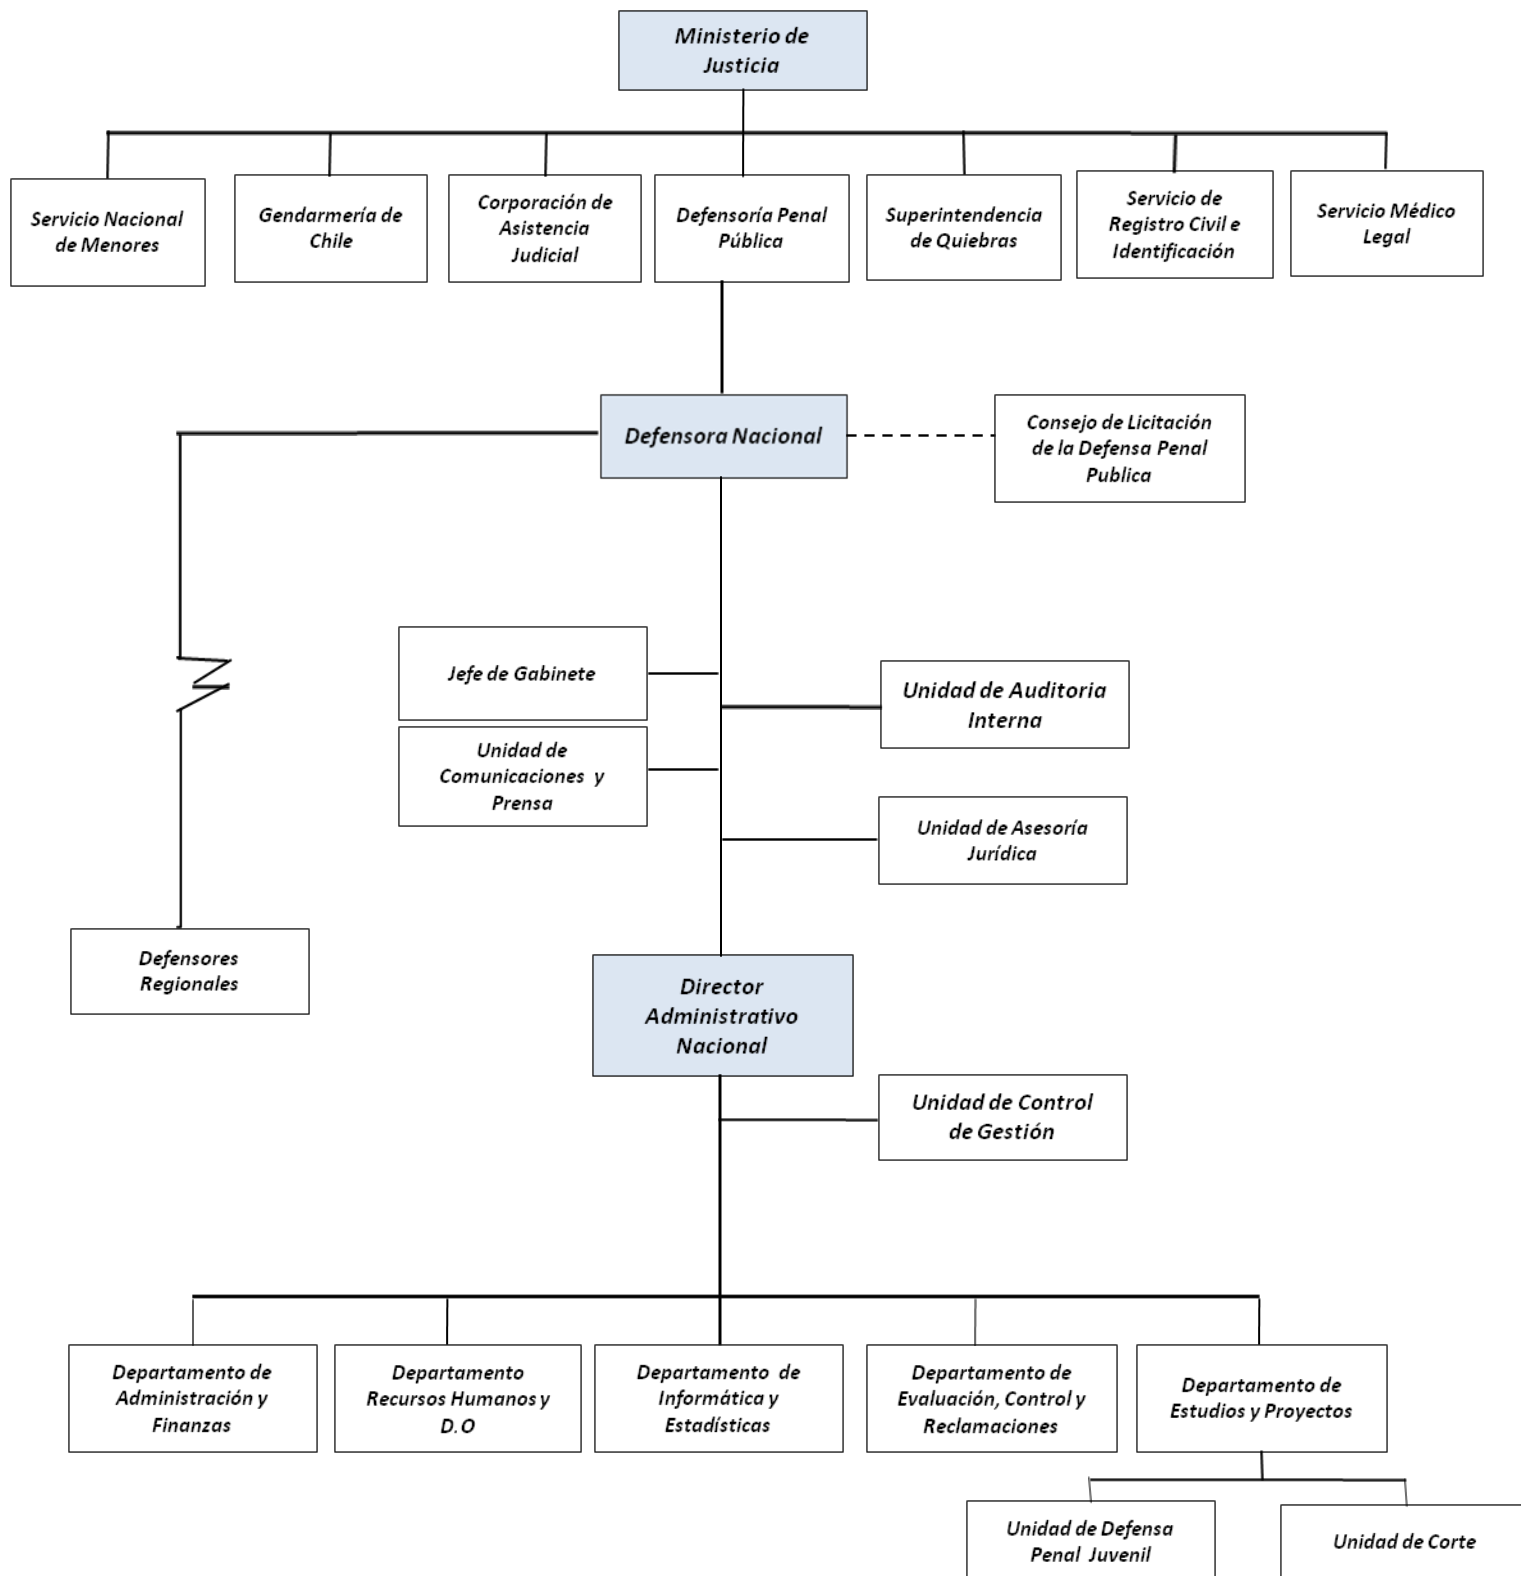 Ministerio de
Justicia
Servicio Nacional
de Menores
Gendarmería de
Chile
Corporación de
Asistencia
Judicial
Defensoría Penal
Pública
Superintendencia
de Quiebras
Servicio de
Registro Civil e
Identificación
Servicio Médico
Legal
Defensora Nacional
Consejo de Licitación
de la Defensa Penal
Publica
Jefe de Gabinete
Unidad de Auditoria
Interna
Unidad de
Comunicaciones y
Prensa
Unidad de Asesoría
Jurídica
Defensores
Regionales
Director
Administrativo
Nacional
Unidad de Control
de Gestión
Departamento de
Administración y
Finanzas
Departamento
Recursos Humanos y
D.O
Departamento de
Informática y
Estadísticas
Departamento de
Evaluación, Control y
Reclamaciones
Departamento de
Estudios y Proyectos
Unidad de Defensa
Penal Juvenil
Unidad de Corte